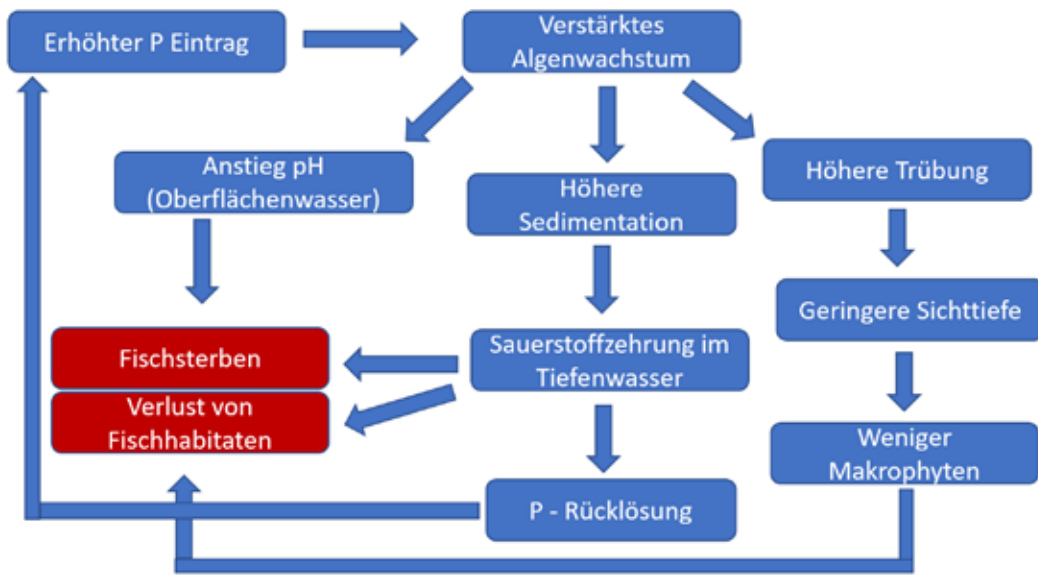 Erhöhter P Eintrag
Verstärktes
Algenwachstum
Anstieg pH
(Oberflächenwasser)
Höhere
Sedimentation
Höhere Trübung
Geringere Sichttiefe
Fischsterben
Verlust von
Fischhabitaten
Sauerstoffzehrung im
Tiefenwasser
Weniger
Makrophyten
P - Rücklösung